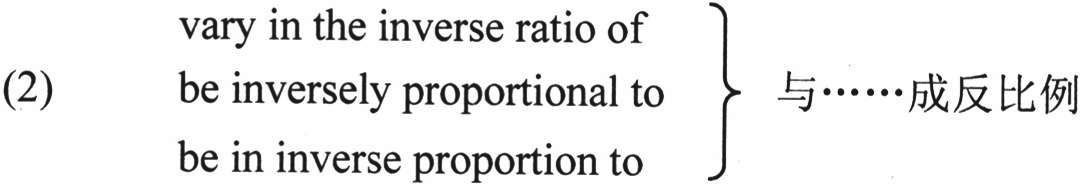 vary in the inverse ratio of
(2) be inversely proportional to 与……成反比例
be in inverse proportion to